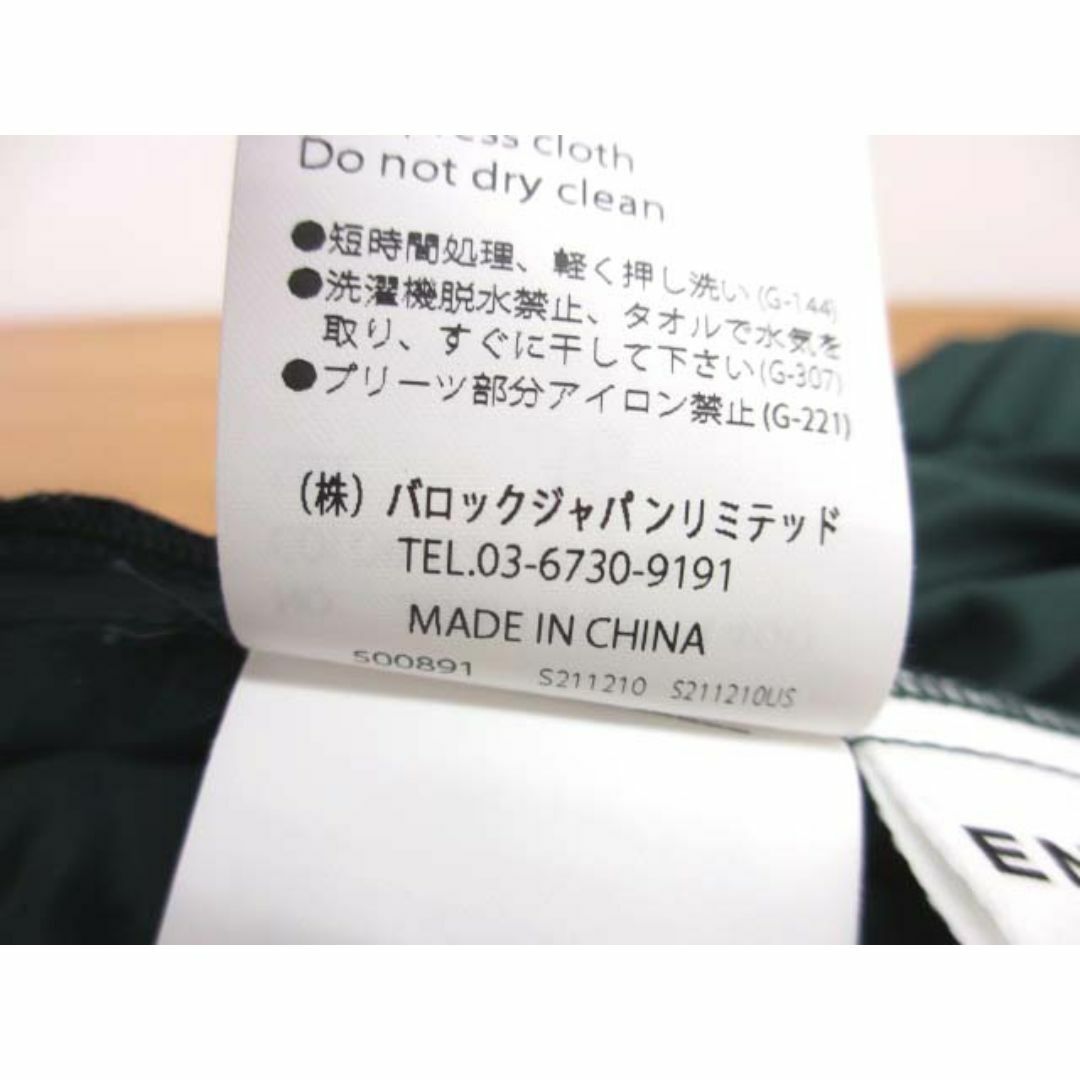 cloth
Do not dry clean
●短時間処理、軽く押し洗い(G-144)
●洗濯機脱水禁止、タオルで水気を
取り、すぐに干して下さい(G-307)
●プリーツ部分アイロン禁止(G-221)
(株)バロックジャパンリミテッド
TEL.03-6730-9191
MADE IN CHINA
500891 S211210 S211210US
EN